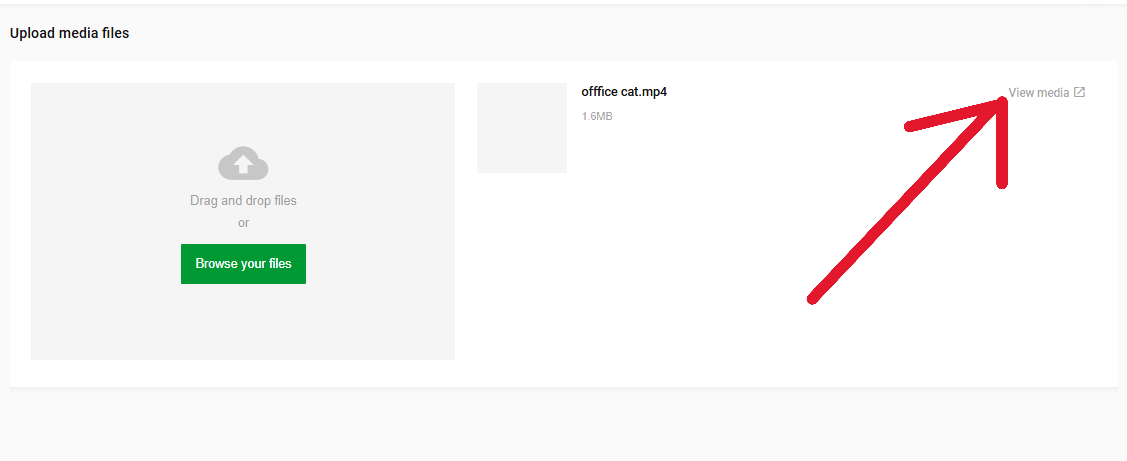 Upload media files
Drag and drop files
or
Browse your files
offfice cat.mp4
1.6MB
View media